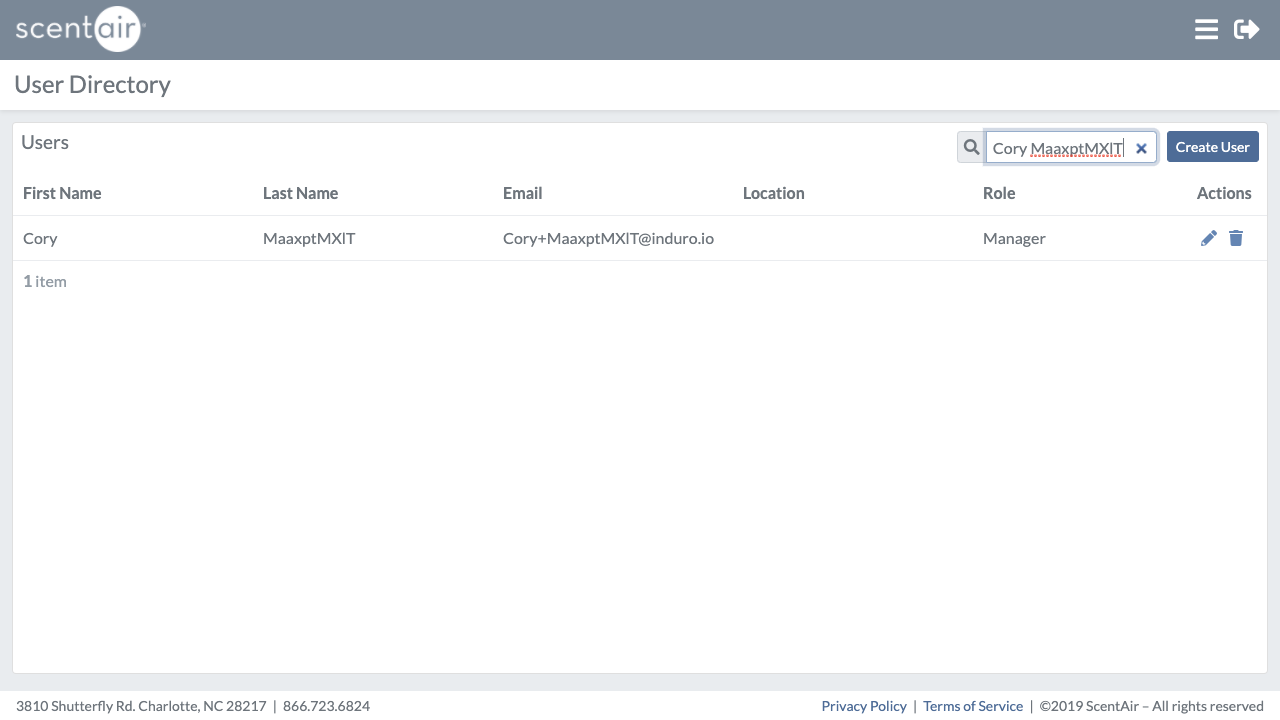 scentair
User Directory
Users
Cory MaaxptMXlT
Create User
First Name Last Name Email Location Role Actions
Cory MaaxptMXlT Cory+MaaxptMXlT@induro.io Manager
1 item
3810 Shutterfly Rd. Charlotte, NC 28217 | 866.723.6824
Privacy Policy | Terms of Service | ©2019 ScentAir – All rights reserved